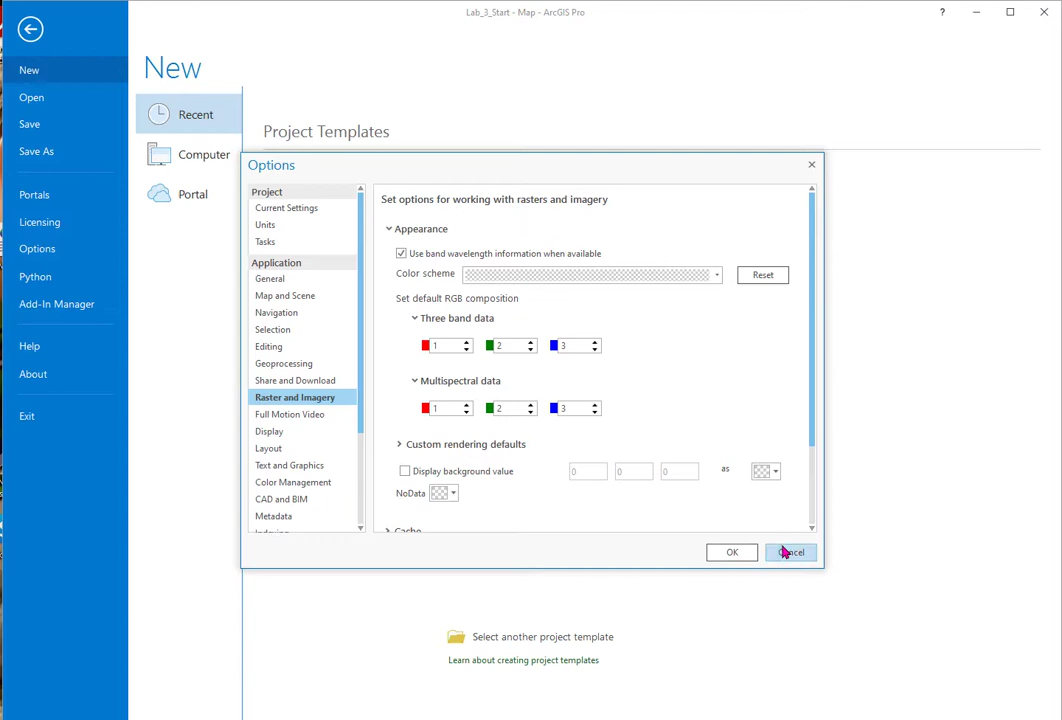 Lab_3_Start - Map - ArcGIS Pro
?
New
Open
Save
Save As
Portals
Licensing
Options
Python
Add-In Manager
Help
About
Exit
New
Recent
Computer
Portal
Project Templates
Options
Project
Current Settings
Units
Tasks
Application
General
Map and Scene
Navigation
Selection
Editing
Geoprocessing
Share and Download
Raster and Imagery
Full Motion Video
Display
Layout
Text and Graphics
Color Management
CAD and BIM
Metadata
Indexing
Set options for working with rasters and imagery
Appearance
Use band wavelength information when available
Color scheme
Reset
Set default RGB composition
Three band data
1 2 3
Multispectral data
1 2 3
Custom rendering defaults
Display background value 0 0 0 as
NoData
Cache
OK Cancel
Select another project template
Learn about creating project templates